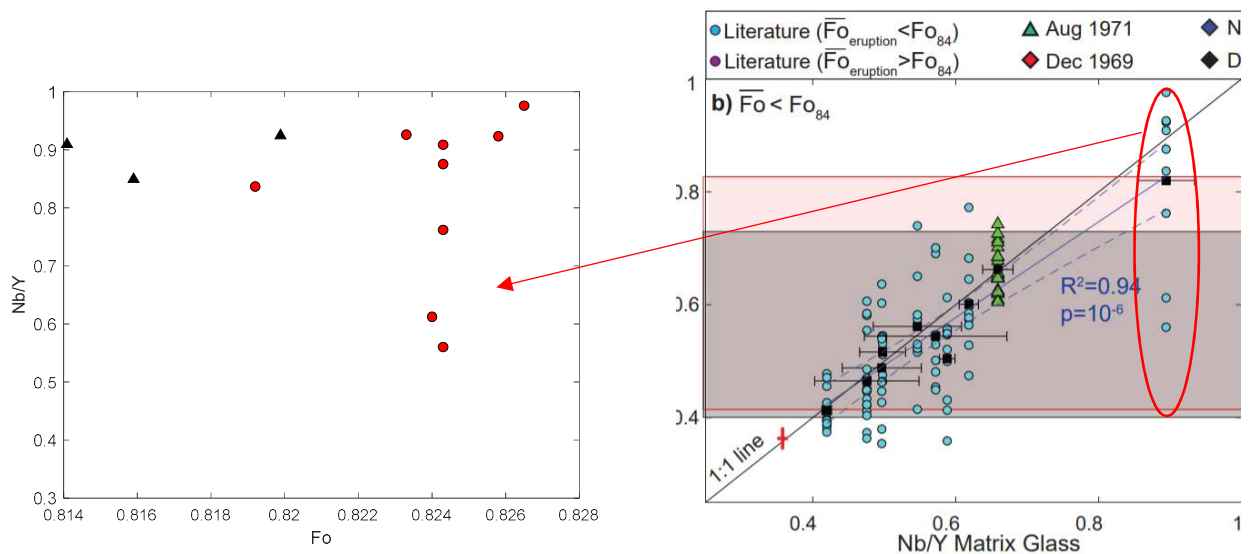 Literature (Fo̅eruption<Fo84)
Aug 1971
N
Literature (Fo̅eruption>Fo84)
Dec 1969
D
1
0.9
0.8
0.7
0.6
0.5
0.4
0.3
0.814
0.816
0.818
0.82
0.822
0.824
0.826
0.828
Nb/Y
Fo
b) Fo̅ < Fo84
1
0.8
0.6
0.4
R²=0.94
p=10⁻⁶
1:1 line
0.4
0.6
0.8
1
Nb/Y Matrix Glass